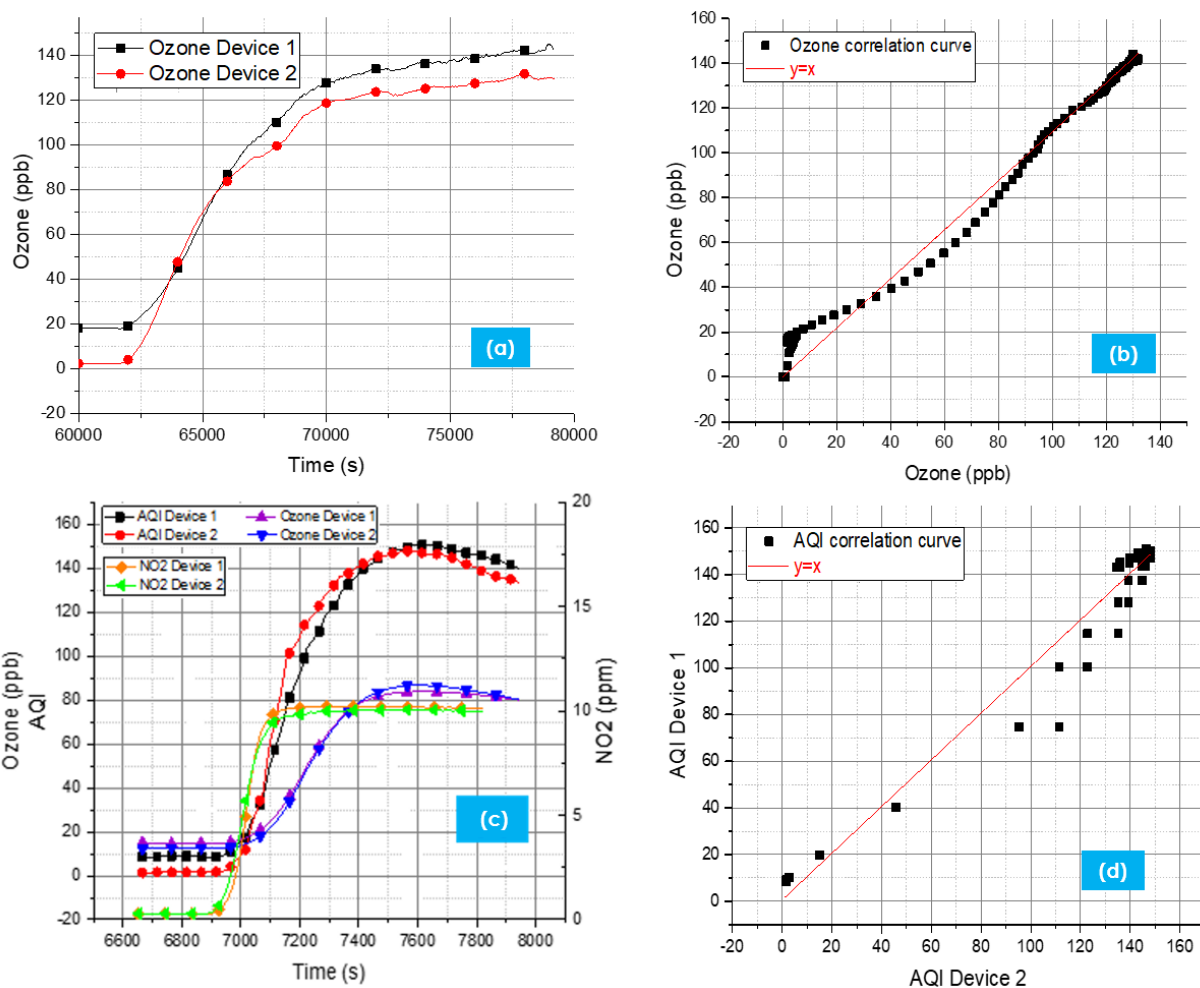 Ozone Device 1
Ozone Device 2
140
120
100
80
60
40
20
0
-20
Ozone (ppb)
60000 65000 70000 75000 80000
Time (s)
(a)
Ozone correlation curve
y=x
160
140
120
100
80
60
40
20
0
-20
Ozone (ppb)
-20 0 20 40 60 80 100 120 140
Ozone (ppb)
(b)
AQI Device 1 Ozone Device 1
AQI Device 2 Ozone Device 2
NO2 Device 1
NO2 Device 2
160
140
120
100
80
60
40
20
0
-20
Ozone (ppb)
AQI
20
15
10
5
0
NO2 (ppm)
6600 6800 7000 7200 7400 7600 7800 8000
Time (s)
(c)
AQI correlation curve
y=x
160
140
120
100
80
60
40
20
0
AQI Device 1
-20 0 20 40 60 80 100 120 140 160
AQI Device 2
(d)